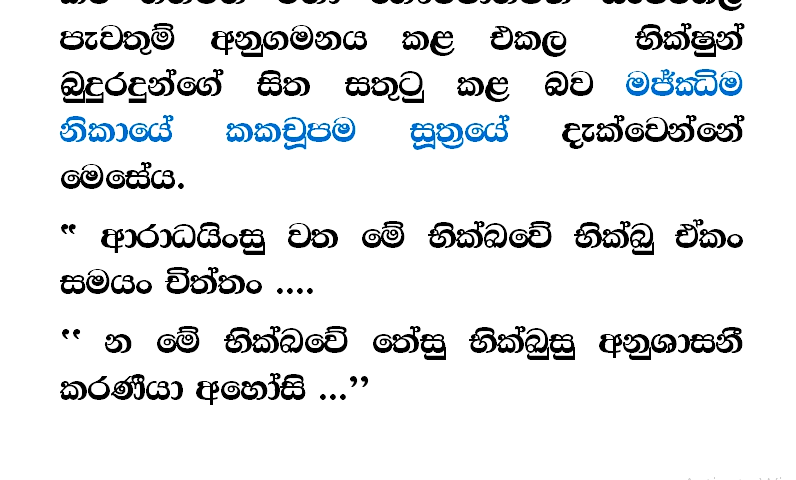 පැවතුම් අනුගමනය කළ එකල භික්ෂුන්
බුදුරදුන්ගේ සිත සතුටු කළ බව මජ්ඣිම
නිකායේ කකචූපම සූත්‍රයේ දැක්වෙන්නේ
මෙසේය.
“ ආරාධයිංසු වත මේ භික්ඛවේ භික්ඛු ඒකං
සමයං චිත්තං ....
‘‘ න මේ භික්ඛවේ තේසු භික්ඛුසු අනුශාසනී
කරණීයා අහෝසි ...’’